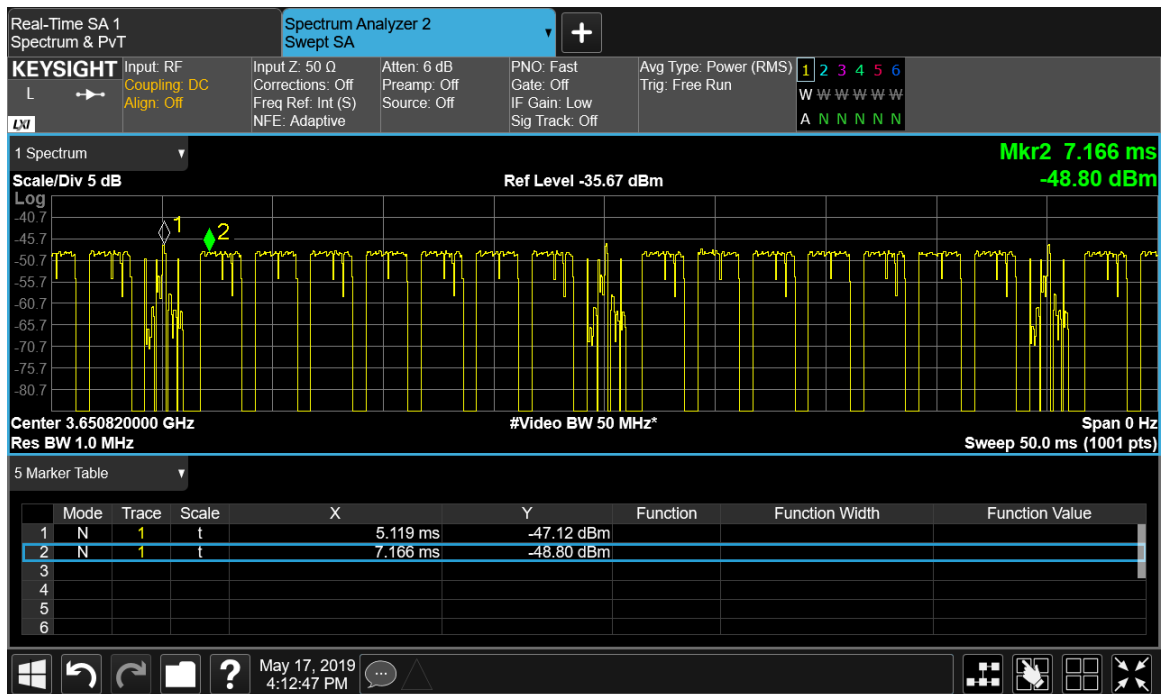 Real-Time SA 1
Spectrum & PvT
Spectrum Analyzer 2
Swept SA
+
KEYSIGHT
L
LXI
Input: RF
Coupling: DC
Align: Off
Input Z: 50 Ω
Corrections: Off
Freq Ref: Int (S)
NFE: Adaptive
Atten: 6 dB
Preamp: Off
Source: Off
PNO: Fast
Gate: Off
IF Gain: Low
Sig Track: Off
Avg Type: Power (RMS)
Trig: Free Run
1 2 3 4 5 6
W W W W W W
A N N N N N
1 Spectrum
Mkr2 7.166 ms
Scale/Div 5 dB
Ref Level -35.67 dBm
-48.80 dBm
Log
-40.7
-45.7
-50.7
-55.7
-60.7
-65.7
-70.7
-75.7
-80.7
1
2
Center 3.650820000 GHz
#Video BW 50 MHz*
Span 0 Hz
Res BW 1.0 MHz
Sweep 50.0 ms (1001 pts)
5 Marker Table
Mode Trace Scale X Y Function Function Width Function Value
1 N 1 t 5.119 ms -47.12 dBm
2 N 1 t 7.166 ms -48.80 dBm
3
4
5
6
?
May 17, 2019
4:12:47 PM